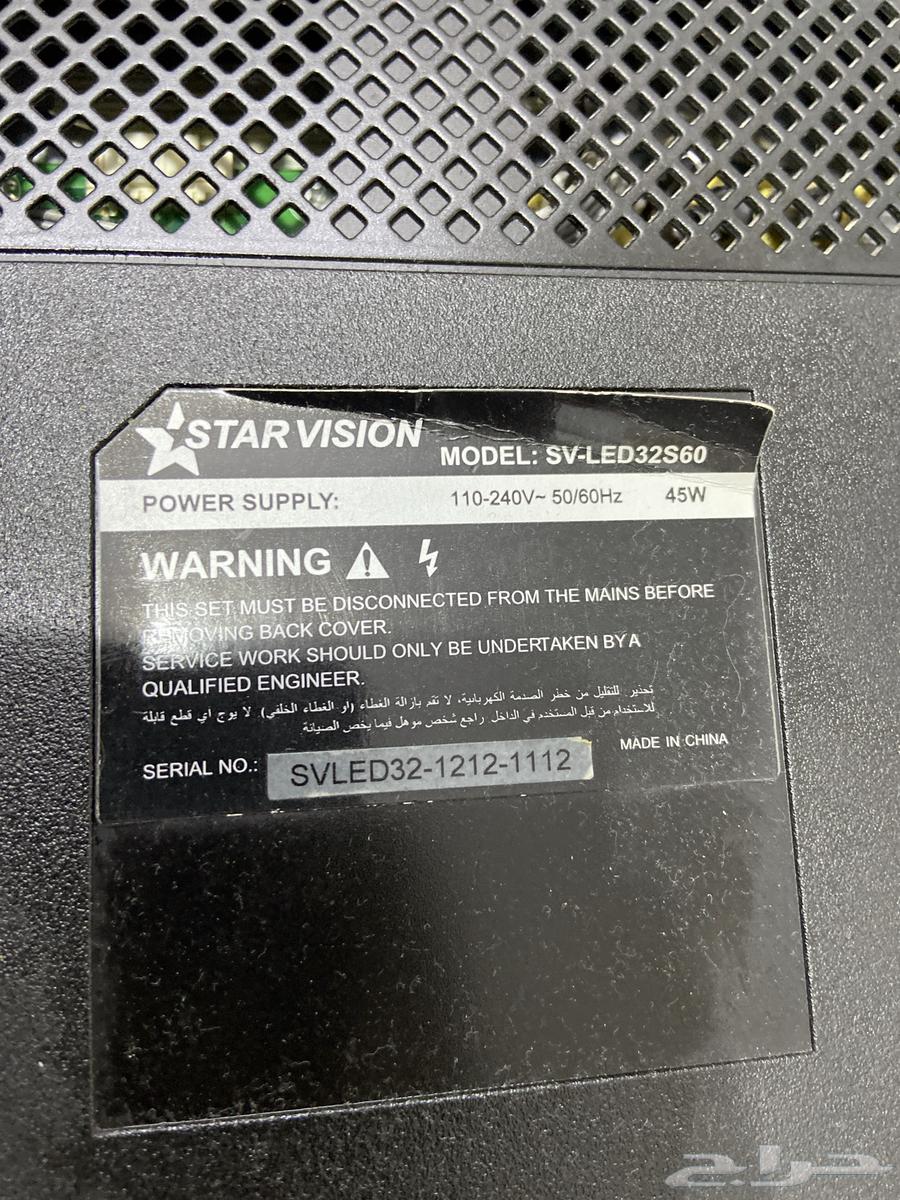 STAR VISION
MODEL: SV-LED32S60
POWER SUPPLY: 110-240V~ 50/60Hz 45W
WARNING
THIS SET MUST BE DISCONNECTED FROM THE MAINS BEFORE
REMOVING BACK COVER.
SERVICE WORK SHOULD ONLY BE UNDERTAKEN BY A
QUALIFIED ENGINEER.
تحذير للتقليل من خطر الصدمة الكهربائية، لا تقم بازالة الغطاء (او الغطاء الخلفي) لا يوج أي قطع قابلة
للاستخدام من قبل المستخدم في الداخل راجع شخص موهل فيما يخص الصيانة
SERIAL NO.: SVLED32-1212-1112
MADE IN CHINA
حراج